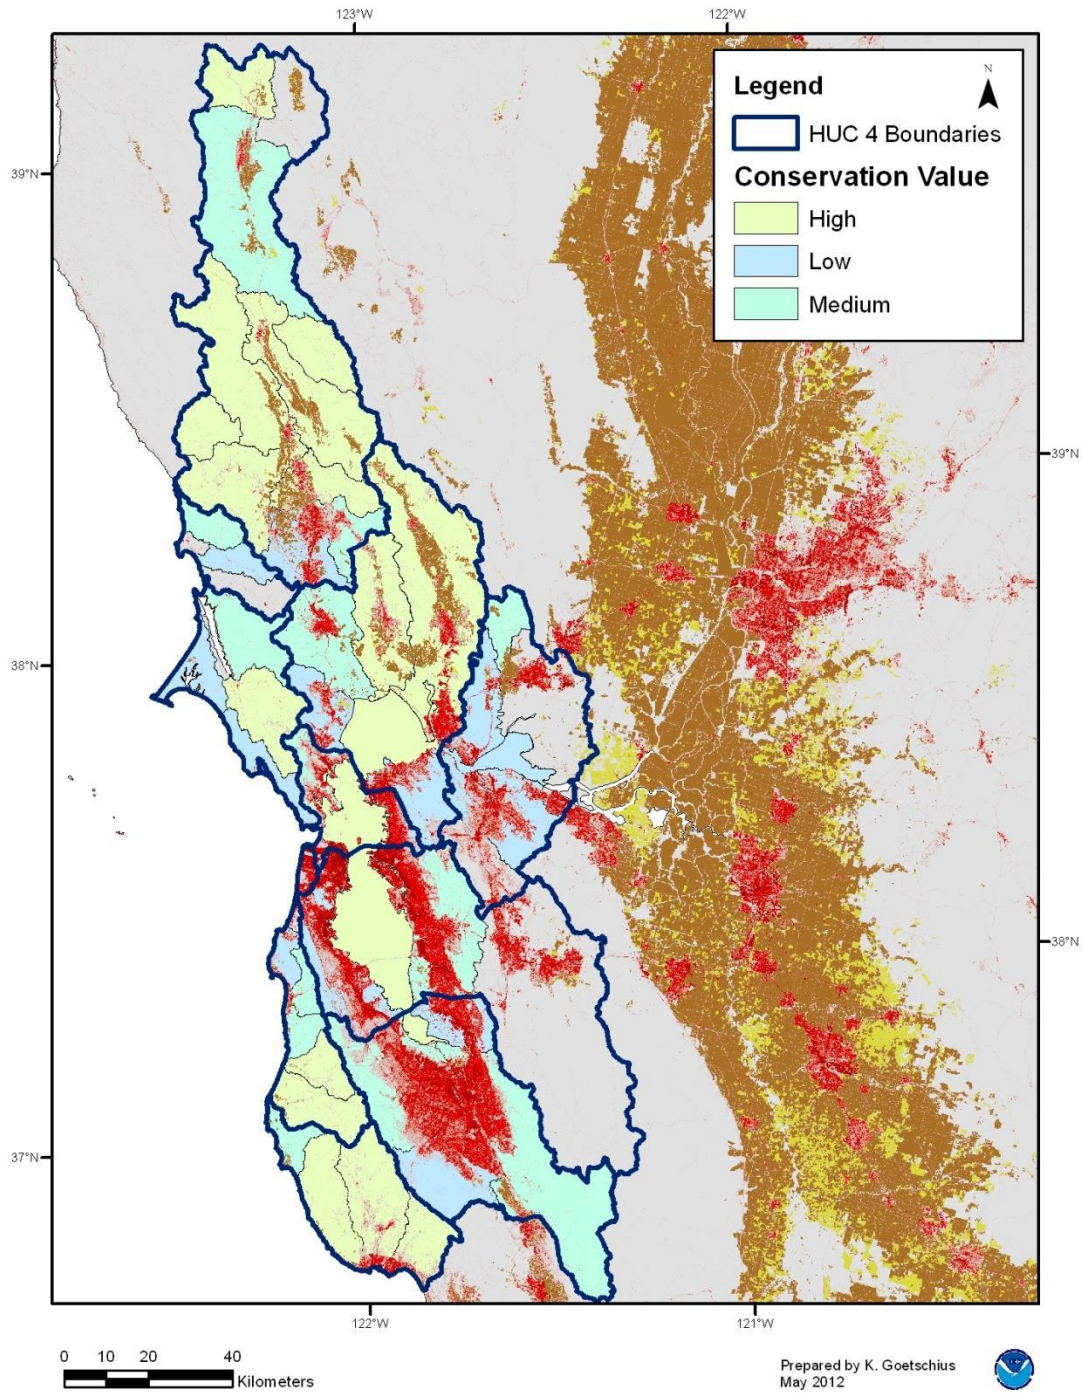 123°W
122°W
39°N
38°N
37°N
39°N
38°N
122°W
121°W
Legend
N
HUC 4 Boundaries
Conservation Value
High
Low
Medium
0 10 20 40
Kilometers
Prepared by K. Goetschius
May 2012